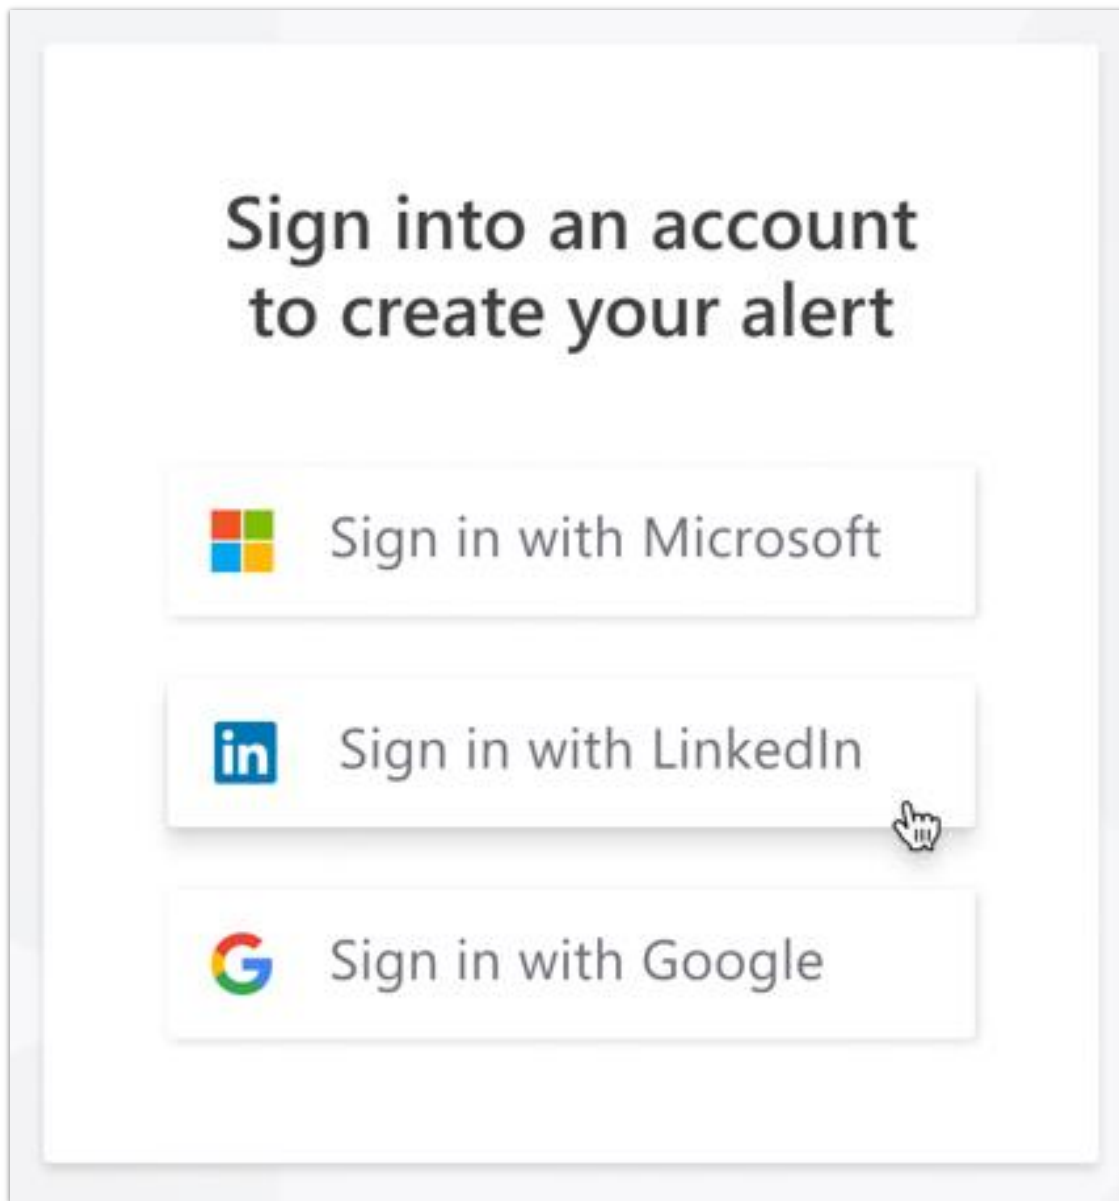 Sign into an account
to create your alert
Sign in with Microsoft
in
Sign in with LinkedIn
G
Sign in with Google